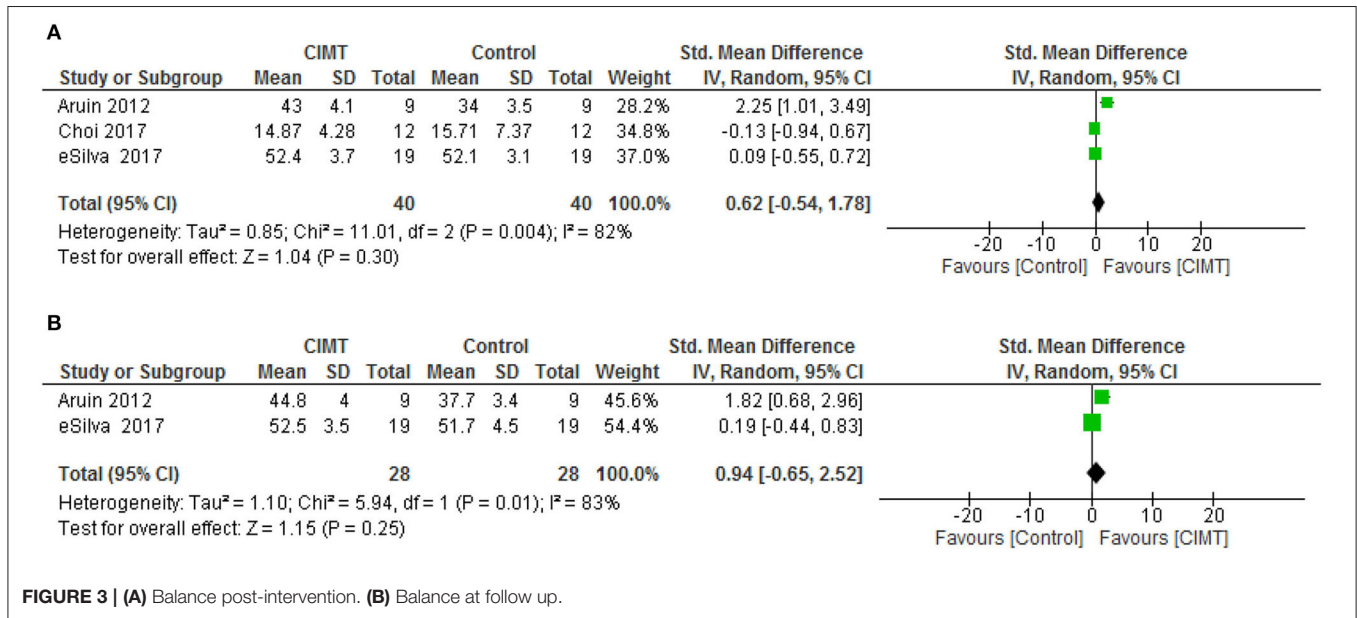 A
CIMT Control Std. Mean Difference Std. Mean Difference
Study or Subgroup Mean SD Total Mean SD Total Weight IV, Random, 95% CI IV, Random, 95% CI
Aruin 2012 43 4.1 9 34 3.5 9 28.2% 2.25 [1.01, 3.49]
Choi 2017 14.87 4.28 12 15.71 7.37 12 34.8% -0.13 [-0.94, 0.67]
eSilva 2017 52.4 3.7 19 52.1 3.1 19 37.0% 0.09 [-0.55, 0.72]
Total (95% CI) 40 40 100.0% 0.62 [-0.54, 1.78]
Heterogeneity: Tau² = 0.85; Chi² = 11.01, df = 2 (P = 0.004); I² = 82%
Test for overall effect: Z = 1.04 (P = 0.30)
-20 -10 0 10 20
Favours [Control] Favours [CIMT]
B
CIMT Control Std. Mean Difference Std. Mean Difference
Study or Subgroup Mean SD Total Mean SD Total Weight IV, Random, 95% CI IV, Random, 95% CI
Aruin 2012 44.8 4 9 37.7 3.4 9 45.6% 1.82 [0.68, 2.96]
eSilva 2017 52.5 3.5 19 51.7 4.5 19 54.4% 0.19 [-0.44, 0.83]
Total (95% CI) 28 28 100.0% 0.94 [-0.65, 2.52]
Heterogeneity: Tau² = 1.10; Chi² = 5.94, df = 1 (P = 0.01); I² = 83%
Test for overall effect: Z = 1.15 (P = 0.25)
-20 -10 0 10 20
Favours [Control] Favours [CIMT]
FIGURE 3 | (A) Balance post-intervention. (B) Balance at follow up.